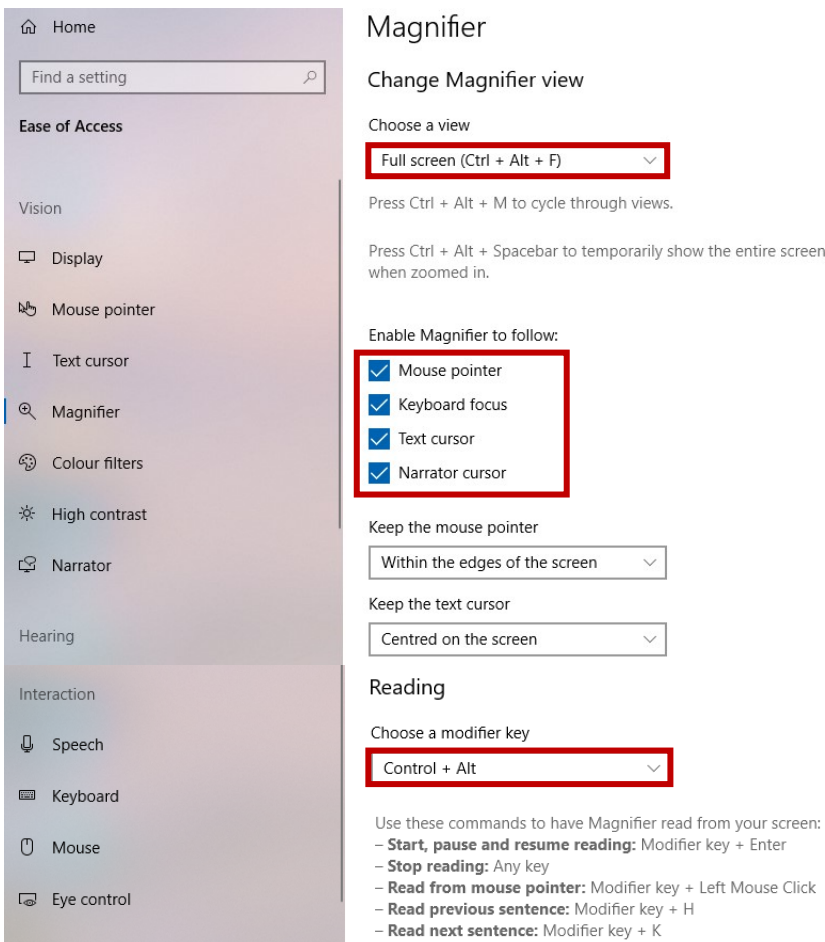 Home
Find a setting
Ease of Access
Vision
Display
Mouse pointer
Text cursor
Magnifier
Colour filters
High contrast
Narrator
Hearing
Interaction
Speech
Keyboard
Mouse
Eye control
Magnifier
Change Magnifier view
Choose a view
Full screen (Ctrl + Alt + F)
Press Ctrl + Alt + M to cycle through views.
Press Ctrl + Alt + Spacebar to temporarily show the entire screen
when zoomed in.
Enable Magnifier to follow:
Mouse pointer
Keyboard focus
Text cursor
Narrator cursor
Keep the mouse pointer
Within the edges of the screen
Keep the text cursor
Centred on the screen
Reading
Choose a modifier key
Control + Alt
Use these commands to have Magnifier read from your screen:
– Start, pause and resume reading: Modifier key + Enter
– Stop reading: Any key
– Read from mouse pointer: Modifier key + Left Mouse Click
– Read previous sentence: Modifier key + H
– Read next sentence: Modifier key + K